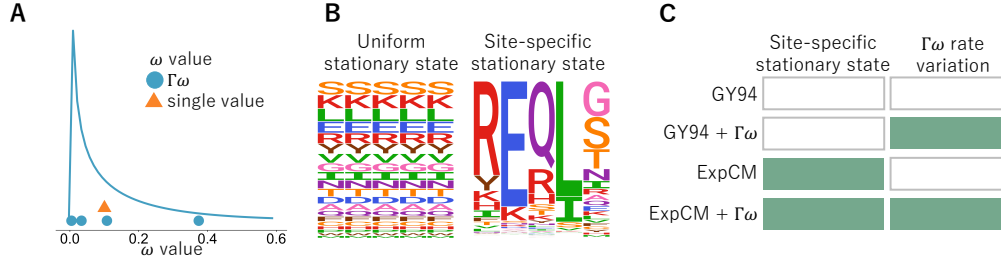 A
ω value
Γω
single value
0.0
0.2
0.4
0.6
ω value
B
Uniform
stationary state
Site-specific
stationary state
S S S S S
K K K K K
L L L L L
E E E E E
R R R R R
Y Y Y Y Y
V V V V V
G G G G G
I I I I I
N N N N N
T T T T T
D D D D D
A A A A A
R E Q L G
S
T
Y R N
K I
C
Site-specific
stationary state
Γω rate
variation
GY94
GY94 + Γω
ExpCM
ExpCM + Γω